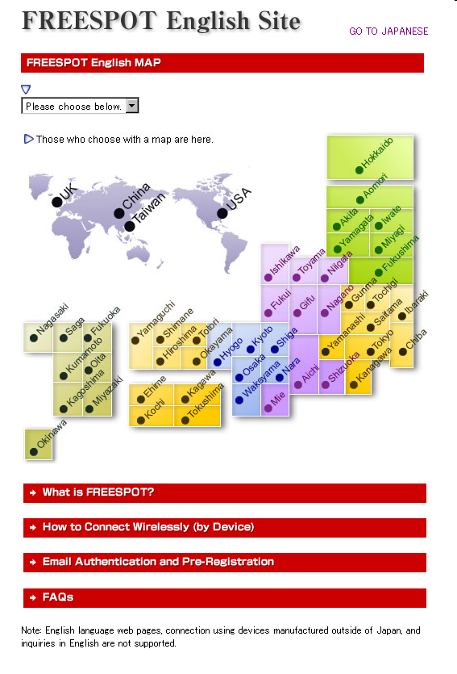 FREESPOT English Site
GO TO JAPANESE
FREESPOT English MAP
Please choose below.
Those who choose with a map are here.
UK
China
Taiwan
USA
Hokkaido
Aomori
Akita
Iwate
Yamagata
Miyagi
Fukushima
Ishikawa
Toyama
Niigata
Fukui
Gifu
Nagano
Gunma
Tochigi
Ibaraki
Saitama
Yamanashi
Tokyo
Chiba
Kanagawa
Nagasaki
Saga
Fukuoka
Kumamoto
Oita
Kagoshima
Miyazaki
Okinawa
Yamaguchi
Shimane
Tottori
Hiroshima
Okayama
Hyogo
Kyoto
Shiga
Osaka
Nara
Wakayama
Mie
Aichi
Shizuoka
Ehime
Kagawa
Kochi
Tokushima
What is FREESPOT?
How to Connect Wirelessly (by Device)
Email Authentication and Pre-Registration
FAQs
Note: English language web pages, connection using devices manufactured outside of Japan, and
inquiries in English are not supported.